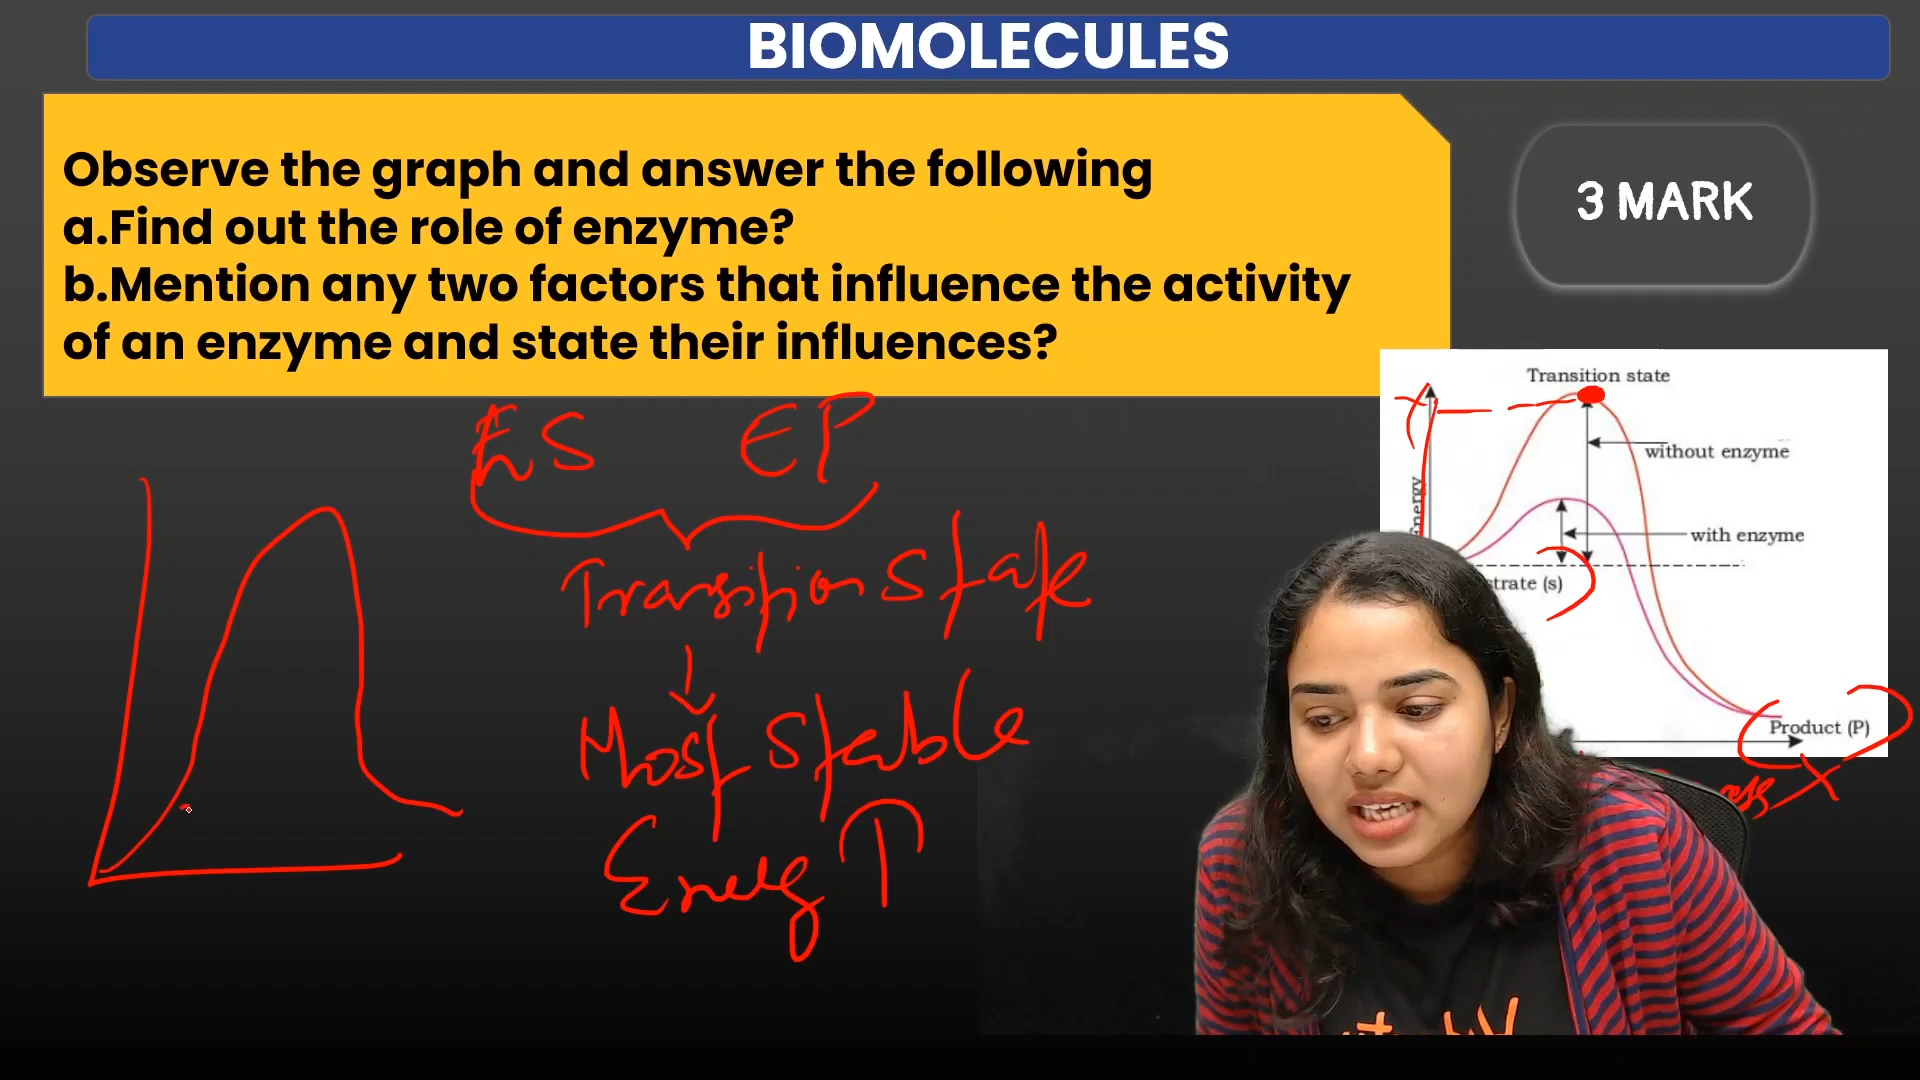 BIOMOLECULES
Observe the graph and answer the following
a.Find out the role of enzyme?
b.Mention any two factors that influence the activity
of an enzyme and state their influences?
3 MARK
ES EP
Transition State
Most Stable
Transition state
without enzyme
with enzyme
strate (s)
Product (P)